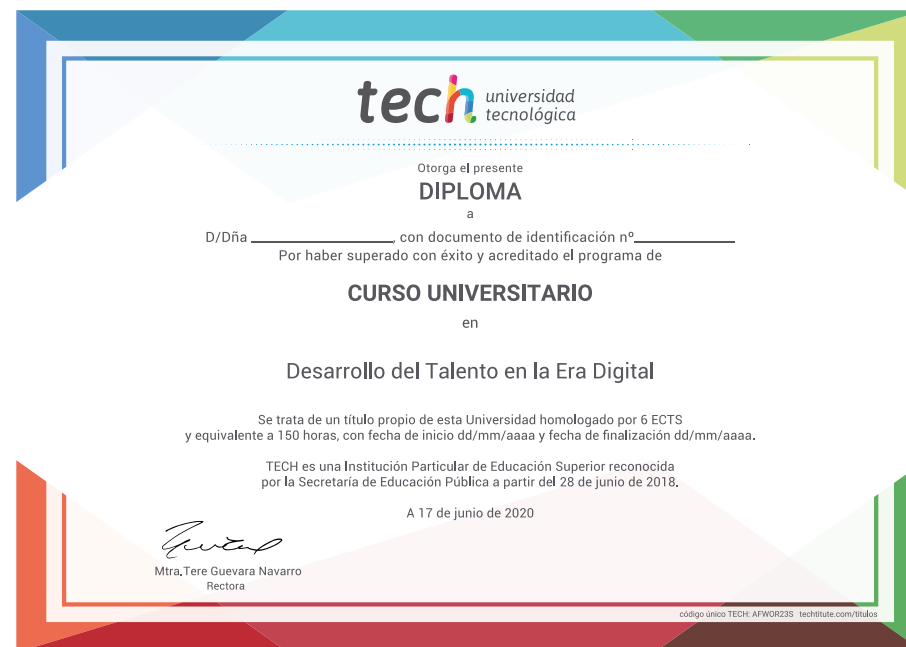 tech universidad
tecnológica
Otorga el presente
DIPLOMA
a
D/Dña ____________________, con documento de identificación nº______________
Por haber superado con éxito y acreditado el programa de
CURSO UNIVERSITARIO
en
Desarrollo del Talento en la Era Digital
Se trata de un título propio de esta Universidad homologado por 6 ECTS
y equivalente a 150 horas, con fecha de inicio dd/mm/aaaa y fecha de finalización dd/mm/aaaa.
TECH es una Institución Particular de Educación Superior reconocida
por la Secretaría de Educación Pública a partir del 28 de junio de 2018.
A 17 de junio de 2020
Mtra.Tere Guevara Navarro
Rectora
código único TECH: AFWOR23S techtitute.com/titulos